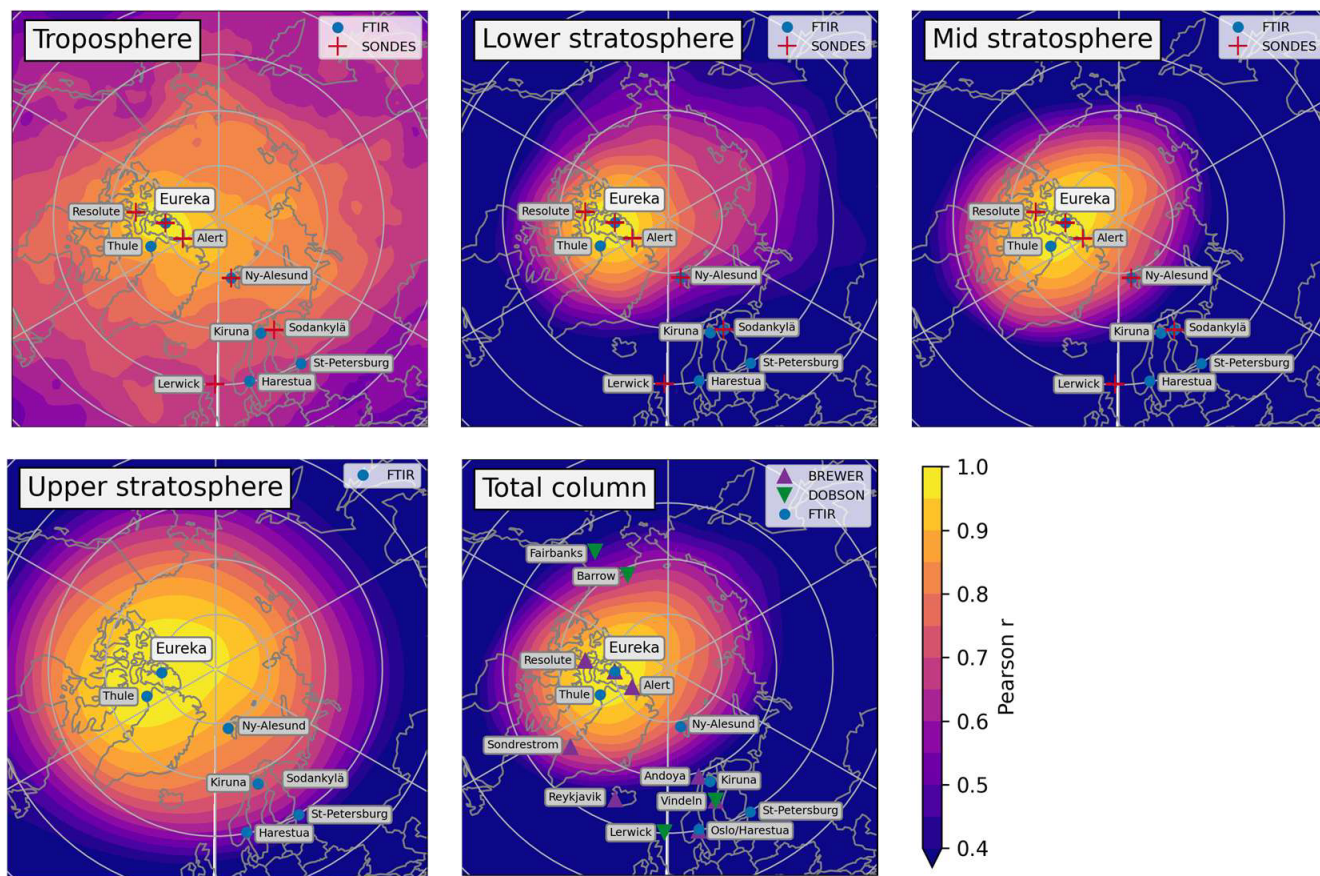 Troposphere
FTIR
SONDES
Resolute
Eureka
Thule
Alert
Ny-Alesund
Kiruna
Sodankylä
St-Petersburg
Lerwick
Harestua
Lower stratosphere
FTIR
SONDES
Resolute
Eureka
Thule
Alert
Ny-Alesund
Kiruna
Sodankylä
St-Petersburg
Lerwick
Harestua
Mid stratosphere
FTIR
SONDES
Resolute
Eureka
Thule
Alert
Ny-Alesund
Kiruna
Sodankylä
St-Petersburg
Lerwick
Harestua
Upper stratosphere
FTIR
Eureka
Thule
Ny-Alesund
Kiruna
Sodankylä
St-Petersburg
Harestua
Total column
BREWER
DOBSON
FTIR
Fairbanks
Barrow
Eureka
Resolute
Thule
Alert
Ny-Alesund
Sondrestrom
Andoya
Kiruna
Reykjavik
Vindeln
St-Petersburg
Lerwick
Oslo/Harestua
1.0
0.9
0.8
0.7
0.6
0.5
0.4
Pearson r